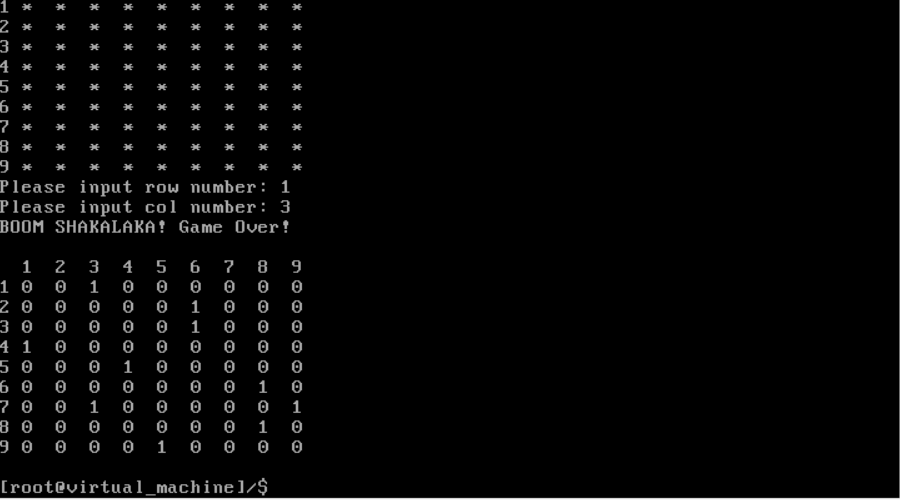 1 * * * * * * * * *
2 * * * * * * * * *
3 * * * * * * * * *
4 * * * * * * * * *
5 * * * * * * * * *
6 * * * * * * * * *
7 * * * * * * * * *
8 * * * * * * * * *
9 * * * * * * * * *
Please input row number: 1
Please input col number: 3
BOOM SHAKALAKA! Game Over!
1 2 3 4 5 6 7 8 9
1 0 0 1 0 0 0 0 0 0
2 0 0 0 0 0 1 0 0 0
3 0 0 0 0 0 1 0 0 0
4 1 0 0 0 0 0 0 0 0
5 0 0 0 1 0 0 0 0 0
6 0 0 0 0 0 0 0 1 0
7 0 0 1 0 0 0 0 0 1
8 0 0 0 0 0 0 0 1 0
9 0 0 0 0 1 0 0 0 0
[root@virtual_machine]/$